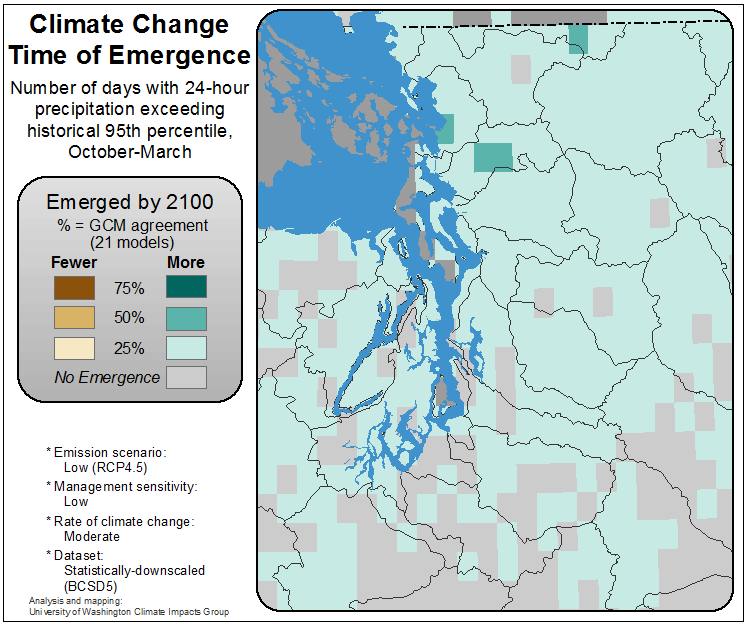 Climate Change
Time of Emergence
Number of days with 24-hour
precipitation exceeding
historical 95th percentile,
October-March
Emerged by 2100
% = GCM agreement
(21 models)
Fewer More
75%
50%
25%
No Emergence
* Emission scenario:
Low (RCP4.5)
* Management sensitivity:
Low
* Rate of climate change:
Moderate
* Dataset:
Statistically-downscaled
(BCSD5)
Analysis and mapping:
University of Washington Climate Impacts Group